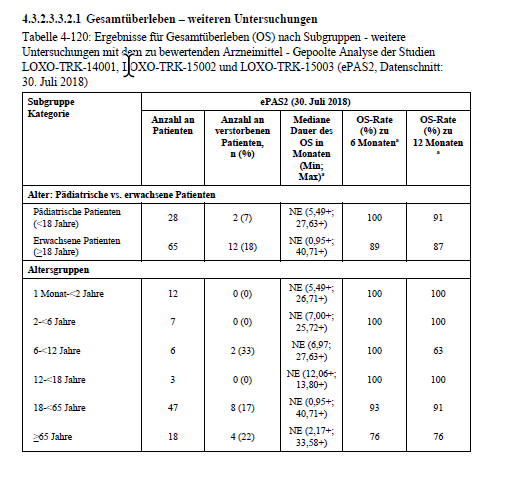 4.3.2.3.3.2.1 Gesamtüberleben – weiteren Untersuchungen
Tabelle 4-120: Ergebnisse für Gesamtüberleben (OS) nach Subgruppen - weitere
Untersuchungen mit dem zu bewertenden Arzneimittel - Gepoolte Analyse der Studien
LOXO-TRK-14001, LOXO-TRK-15002 und LOXO-TRK-15003 (ePAS2, Datenschnitt:
30. Juli 2018)
Subgruppe
Kategorie
ePAS2 (30. Juli 2018)
Anzahl an
Patienten
Anzahl an
verstorbenen
Patienten,
n (%)
Mediane
Dauer des
OS in
Monaten
(Min;
Max)ª
OS-Rate
(%) zu
6 Monatenª
OS-Rate
(%) zu
12 Monaten
ª
Alter: Pädiatrische vs. erwachsene Patienten
Pädiatrische Patienten
(<18 Jahre)
28
2 (7)
NE (5,49+;
27,63+)
100
91
Erwachsene Patienten
(≥18 Jahre)
65
12 (18)
NE (0,95+;
40,71+)
89
87
Altersgruppen
1 Monat-<2 Jahre
12
0 (0)
NE (5,49+;
26,71+)
100
100
2-<6 Jahre
7
0 (0)
NE (7,00+;
25,72+)
100
100
6-<12 Jahre
6
2 (33)
NE (6,97;
27,63+)
100
63
12-<18 Jahre
3
0 (0)
NE (12,06+;
13,80+)
100
100
18-<65 Jahre
47
8 (17)
NE (0,95+;
40,71+)
93
91
≥65 Jahre
18
4 (22)
NE (2,17+;
33,58+)
76
76